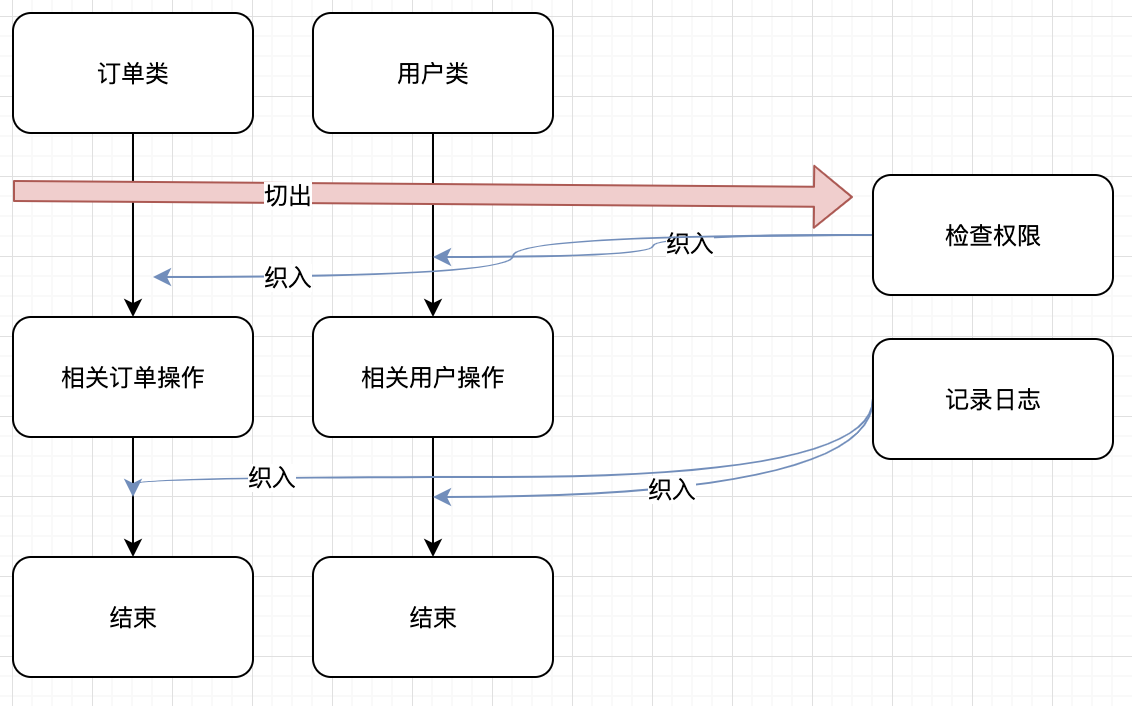 订单类
用户类
切出
检查权限
织入
织入
相关订单操作
相关用户操作
记录日志
织入
织入
结束
结束